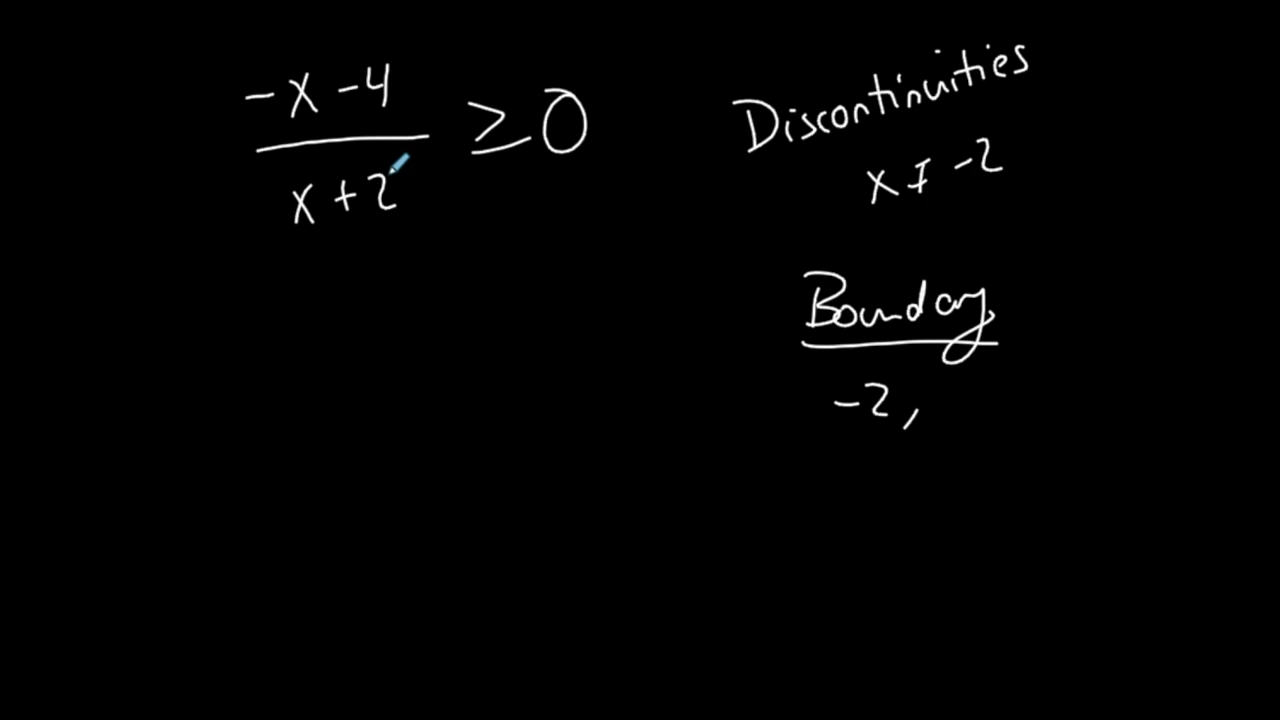 -x-4
x+2
≥0
Discontinuities
x≠-2
Boundary
-2,